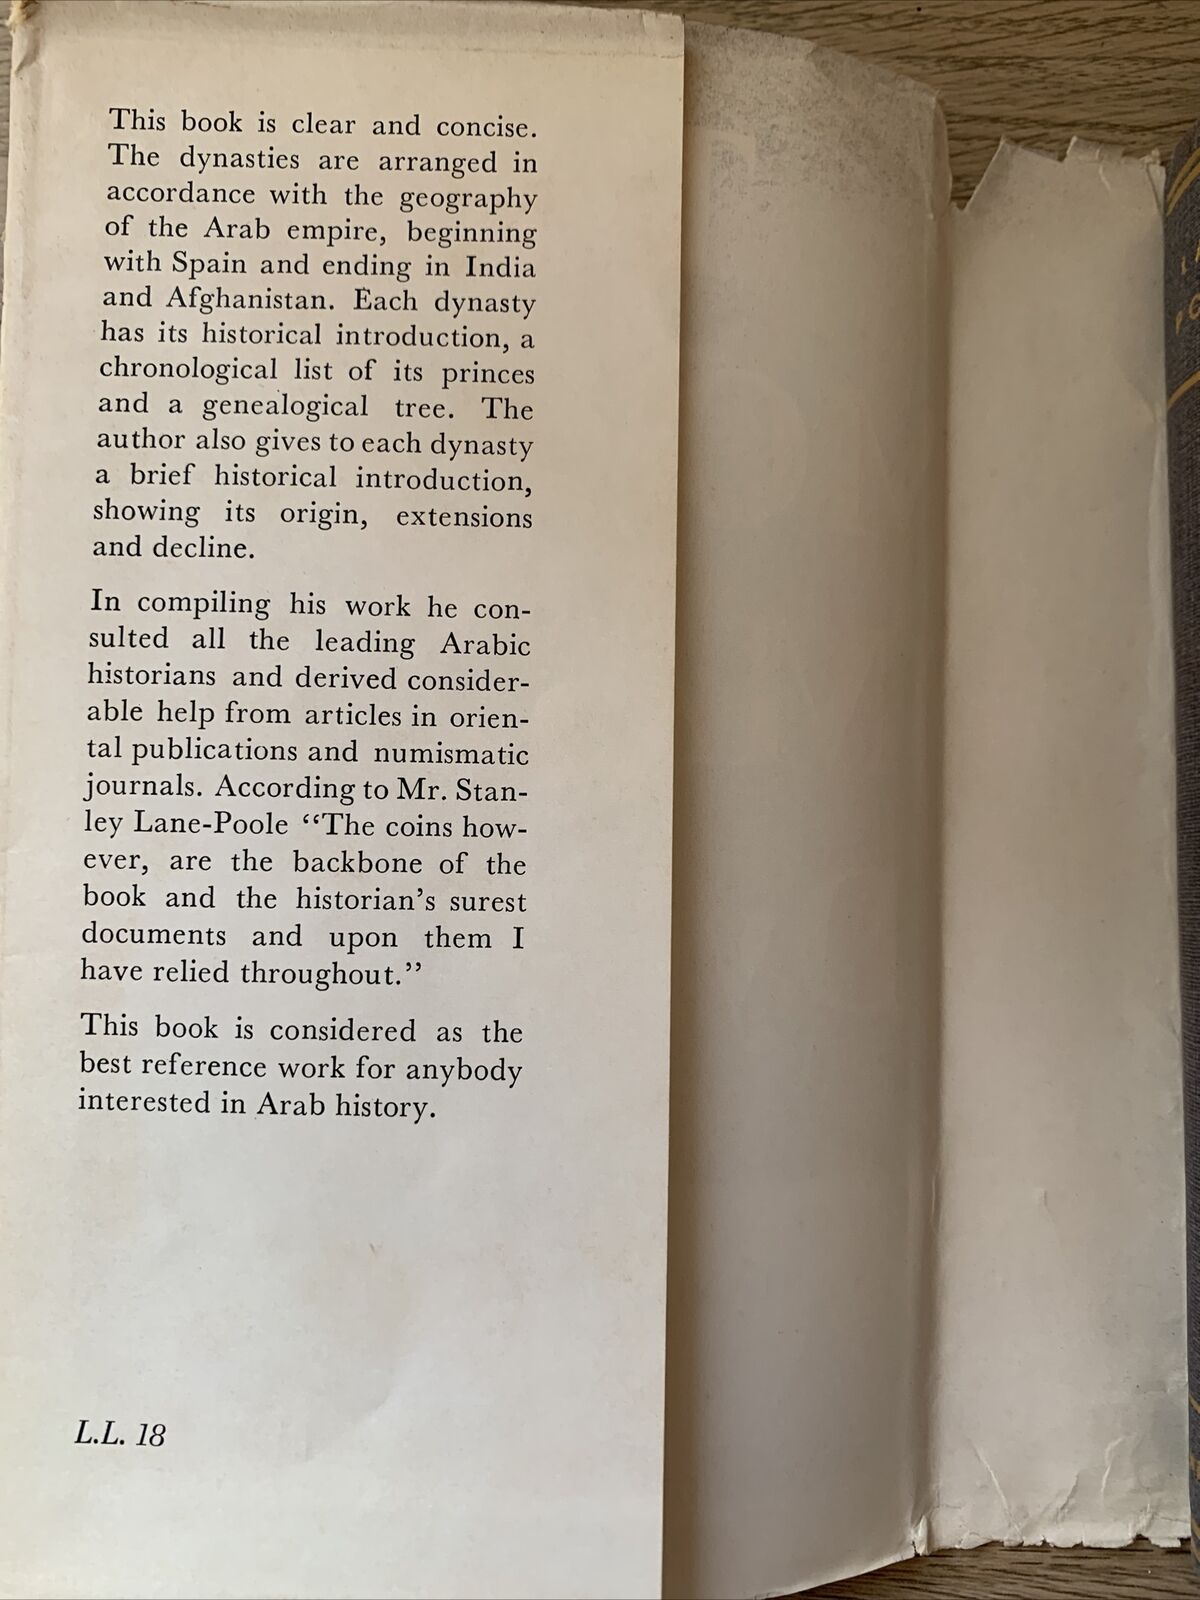 This book is clear and concise.
The dynasties are arranged in
accordance with the geography
of the Arab empire, beginning
with Spain and ending in India
and Afghanistan. Each dynasty
has its historical introduction, a
chronological list of its princes
and a genealogical tree. The
author also gives to each dynasty
a brief historical introduction,
showing its origin, extensions
and decline.
In compiling his work he con-
sulted all the leading Arabic
historians and derived consider-
able help from articles in orien-
tal publications and numismatic
journals. According to Mr. Stan-
ley Lane-Poole “The coins how-
ever, are the backbone of the
book and the historian’s surest
documents and upon them I
have relied throughout.”
This book is considered as the
best reference work for anybody
interested in Arab history.
L.L. 18